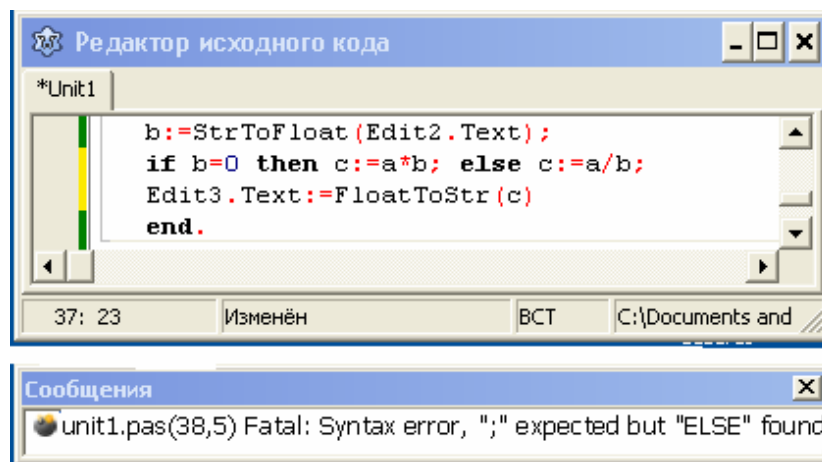 Редактор исходного кода
*Unit1
b:=StrToFloat(Edit2.Text);
if b=0 then c:=a*b; else c:=a/b;
Edit3.Text:=FloatToStr(c)
end.
37: 23 Изменён ВСТ C:\Documents and
Сообщения
unit1.pas(38,5) Fatal: Syntax error, ";" expected but "ELSE" found